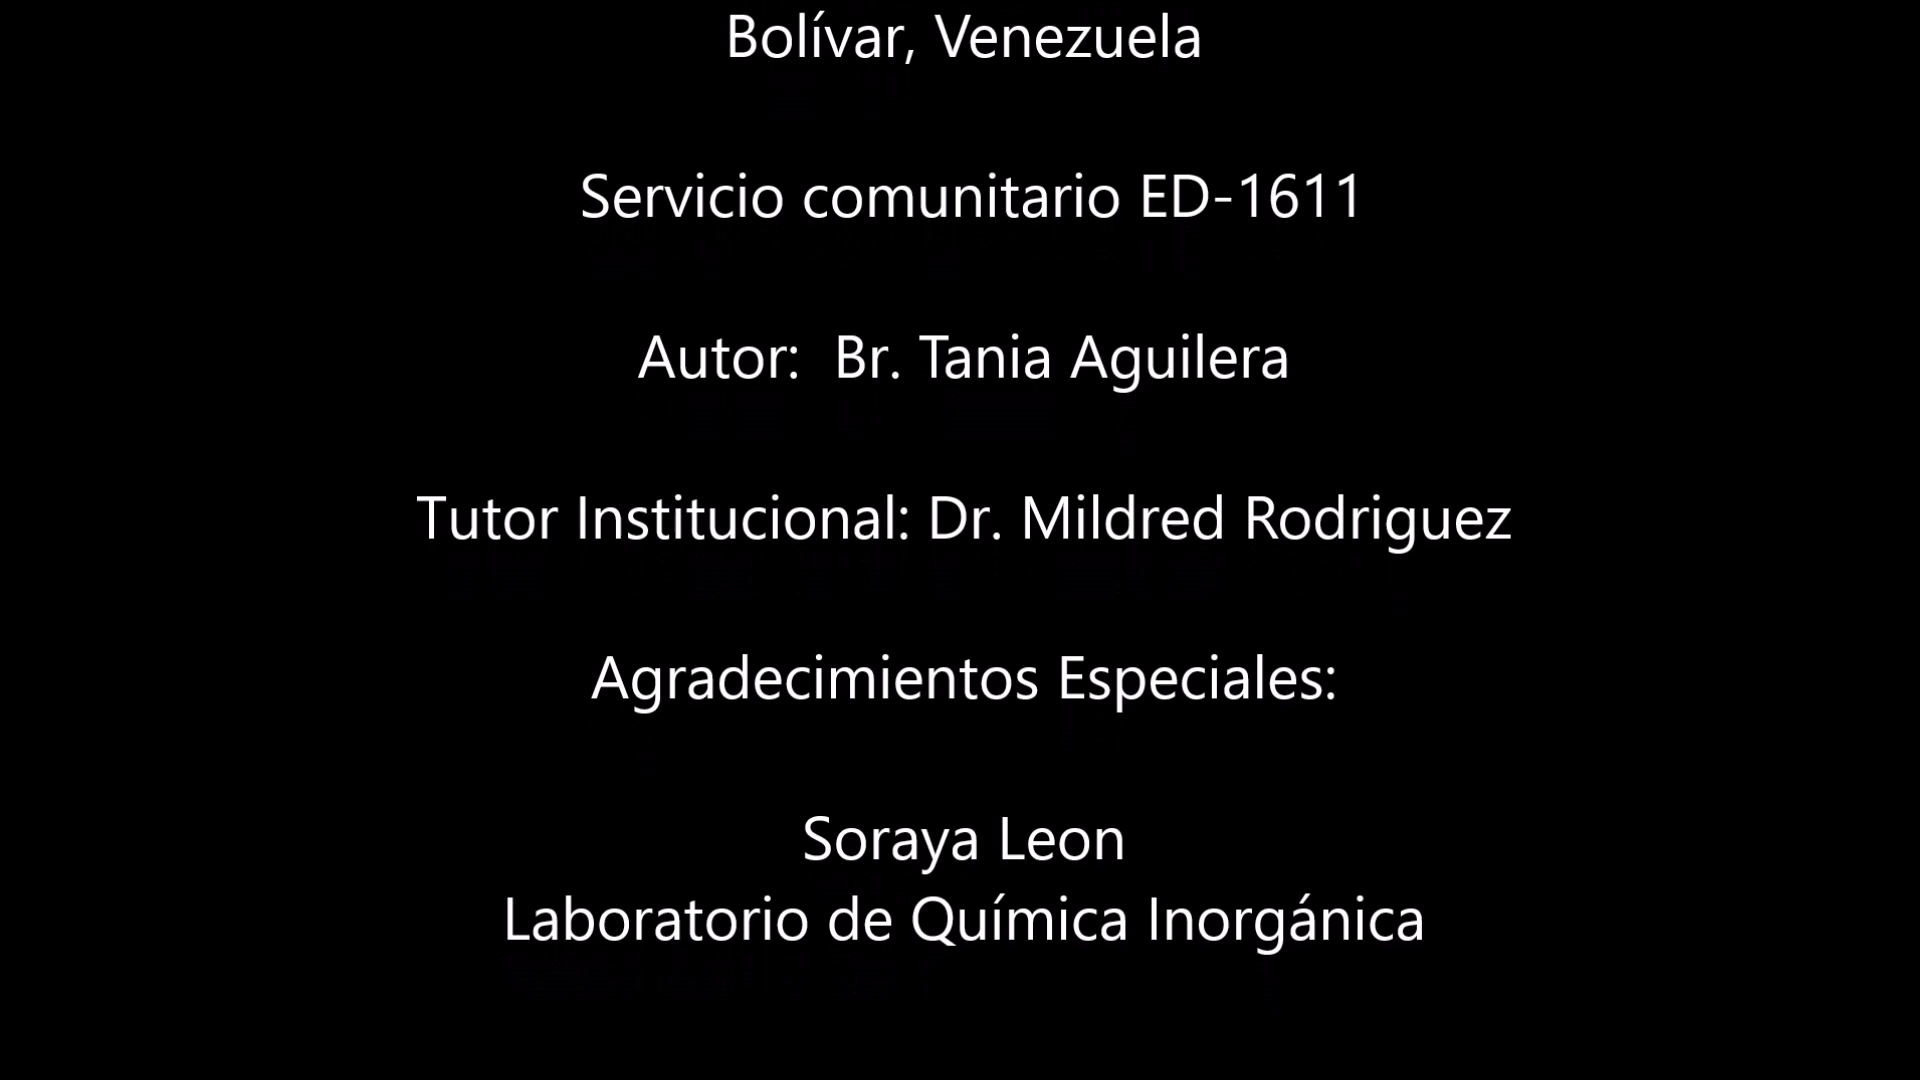 Bolívar, Venezuela
Servicio comunitario ED-1611
Autor:  Br. Tania Aguilera
Tutor Institucional: Dr. Mildred Rodriguez
Agradecimientos Especiales:
Soraya Leon
Laboratorio de Química Inorgánica